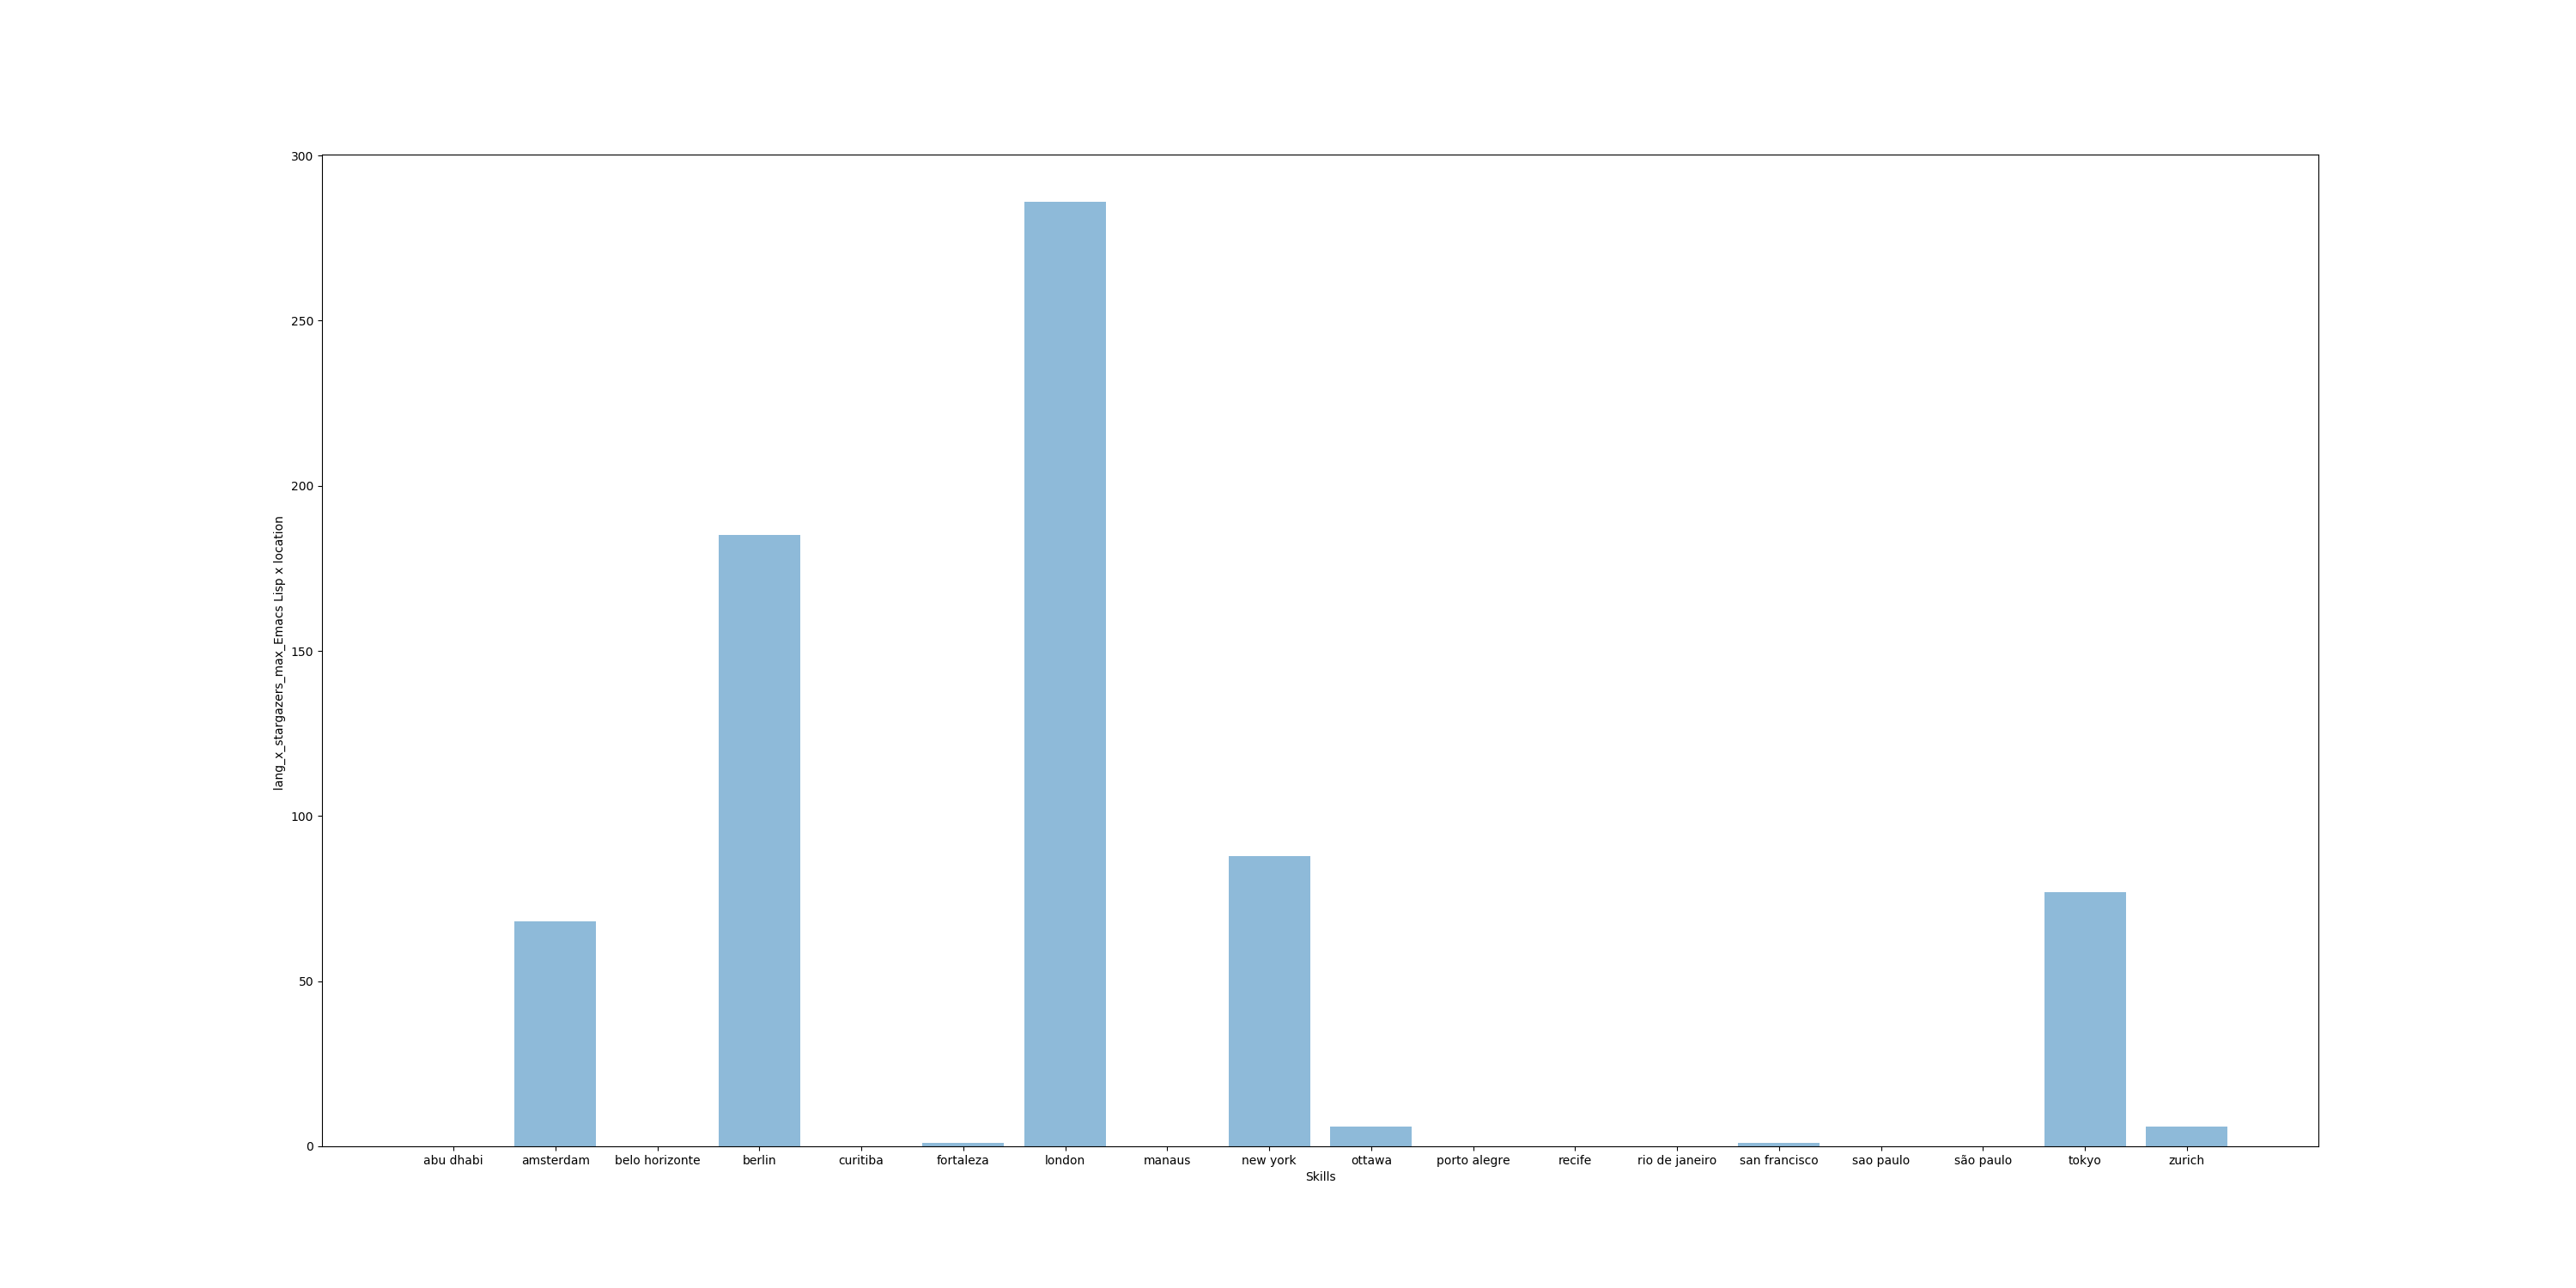 300
250
200
150
100
50
0
lang_x_stargazers_max_Emacs Lisp x location
abu dhabi amsterdam belo horizonte berlin curitiba fortaleza london manaus new york ottawa porto alegre recife rio de janeiro san francisco sao paulo são paulo tokyo zurich
Skills